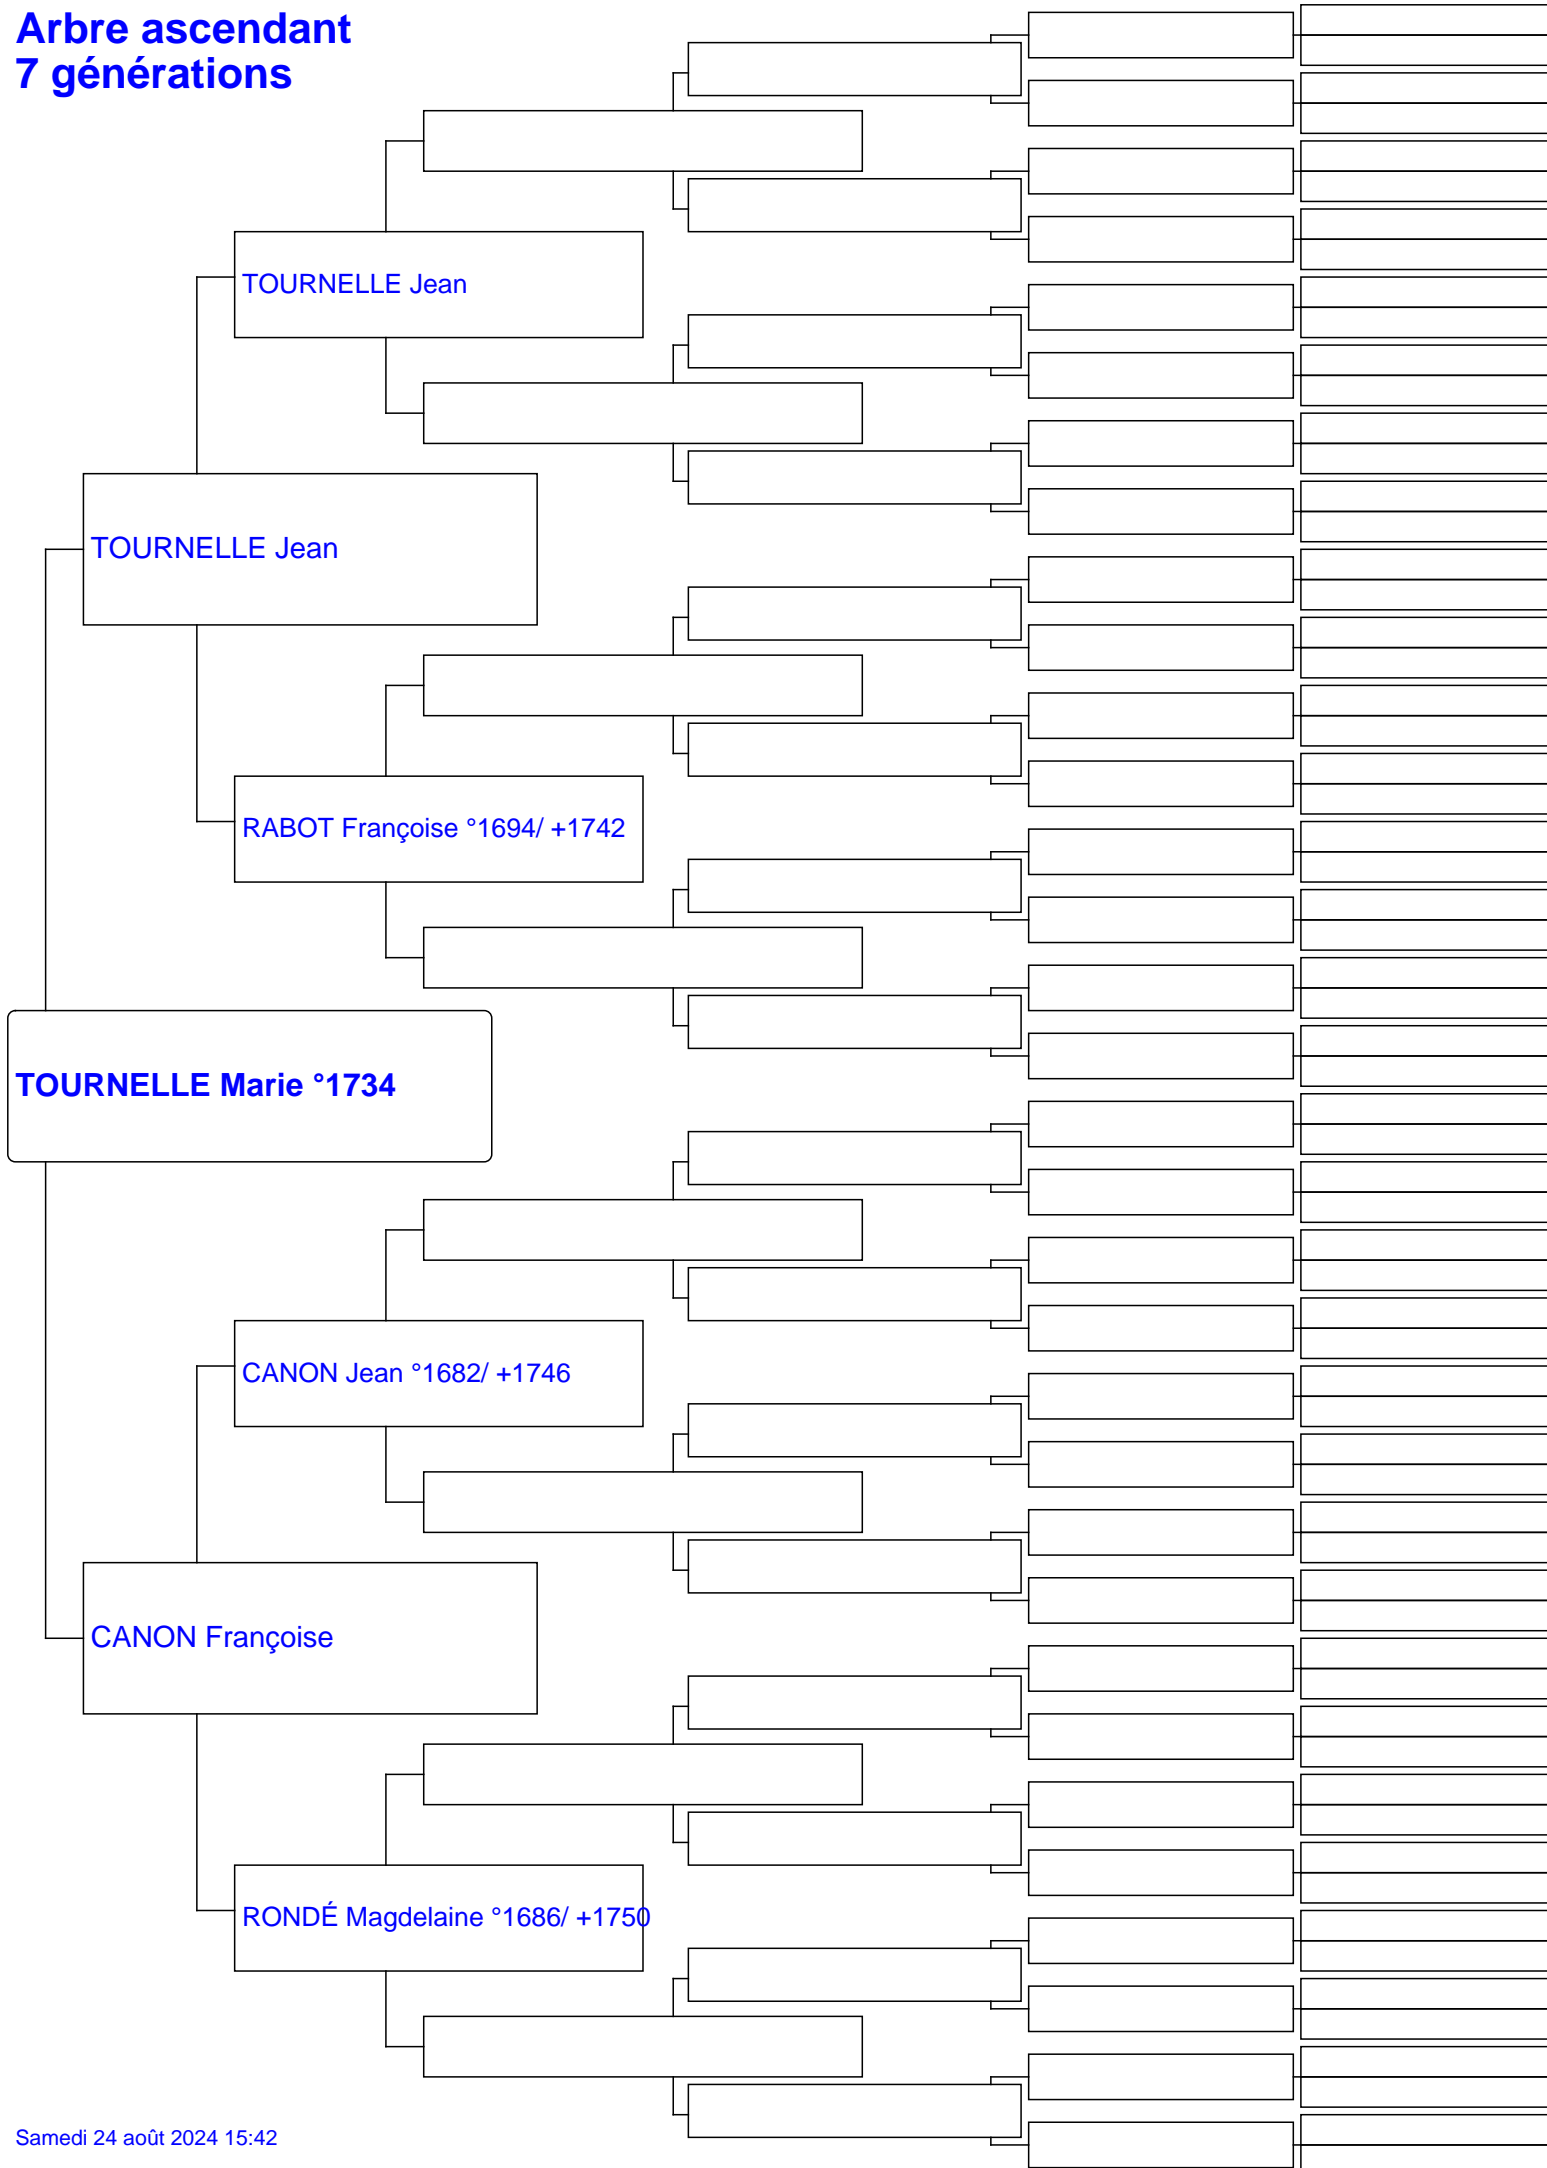 Arbre ascendant
7 générations
TOURNELLE Jean
TOURNELLE Jean
RABOT Françoise °1694/ +1742
TOURNELLE Marie °1734
CANON Jean °1682/ +1746
CANON Françoise
RONDÉ Magdelaine °1686/ +1750
Samedi 24 août 2024 15:42